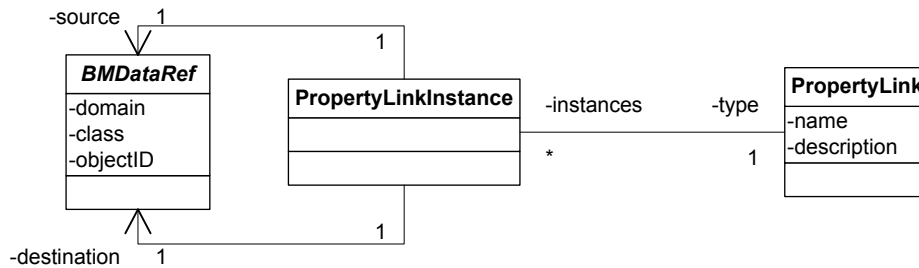 -source 1
1
BMDataRef
-domain
-class
-objectID
PropertyLinkInstance
-instances -type
* 1
PropertyLink
-name
-description
1
-destination 1